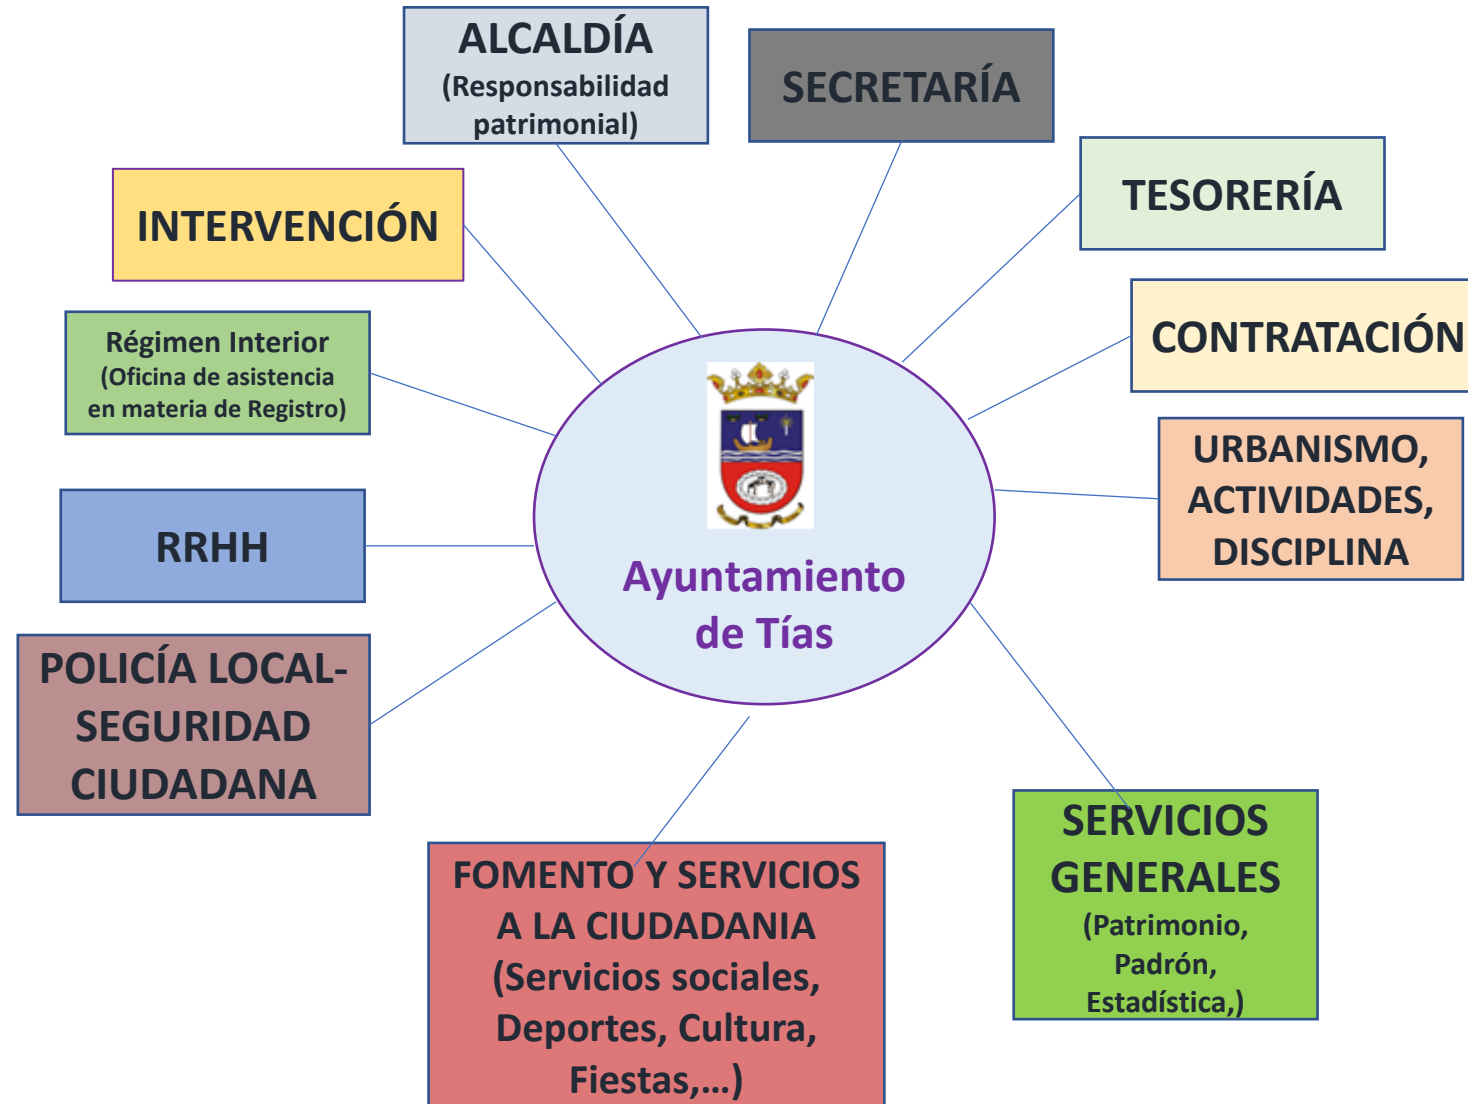 ALCALDÍA
(Responsabilidad
patrimonial)
SECRETARÍA
TESORERÍA
INTERVENCIÓN
CONTRATACIÓN
Régimen Interior
(Oficina de asistencia
en materia de Registro)
URBANISMO,
ACTIVIDADES,
DISCIPLINA
RRHH
Ayuntamiento
de Tías
POLICÍA LOCAL-
SEGURIDAD
CIUDADANA
SERVICIOS
GENERALES
(Patrimonio,
Padrón,
Estadística,)
FOMENTO Y SERVICIOS
A LA CIUDADANIA
(Servicios sociales,
Deportes, Cultura,
Fiestas,...)